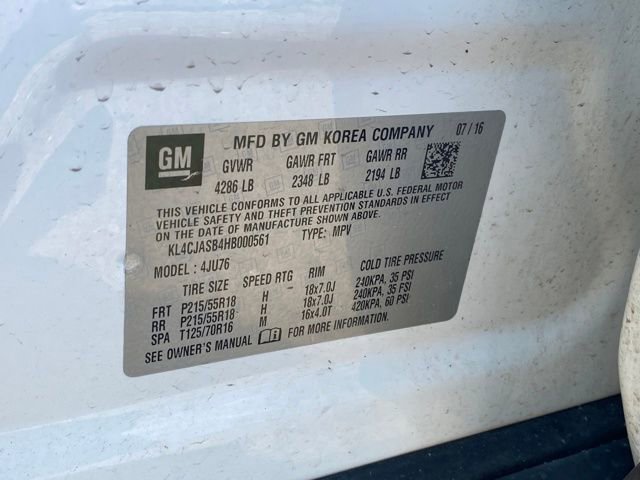 GM MFD BY GM KOREA COMPANY 07/16
GVWR GAWR FRT GAWR RR
4286 LB 2348 LB 2194 LB
THIS VEHICLE CONFORMS TO ALL APPLICABLE U.S. FEDERAL MOTOR
VEHICLE SAFETY AND THEFT PREVENTION STANDARDS IN EFFECT
ON THE DATE OF MANUFACTURE SHOWN ABOVE.
KL4CJASB4HB000561 TYPE: MPV
MODEL: 4JU76
SPEED RTG RIM COLD TIRE PRESSURE
FRT P215/55R18 H 18x7.0J 240KPA, 35 PSI
RR P215/55R18 H 18x7.0J 240KPA, 35 PSI
SPA T125/70R16 M 16x4.0T 420KPA, 60 PSI
SEE OWNER'S MANUAL FOR MORE INFORMATION.